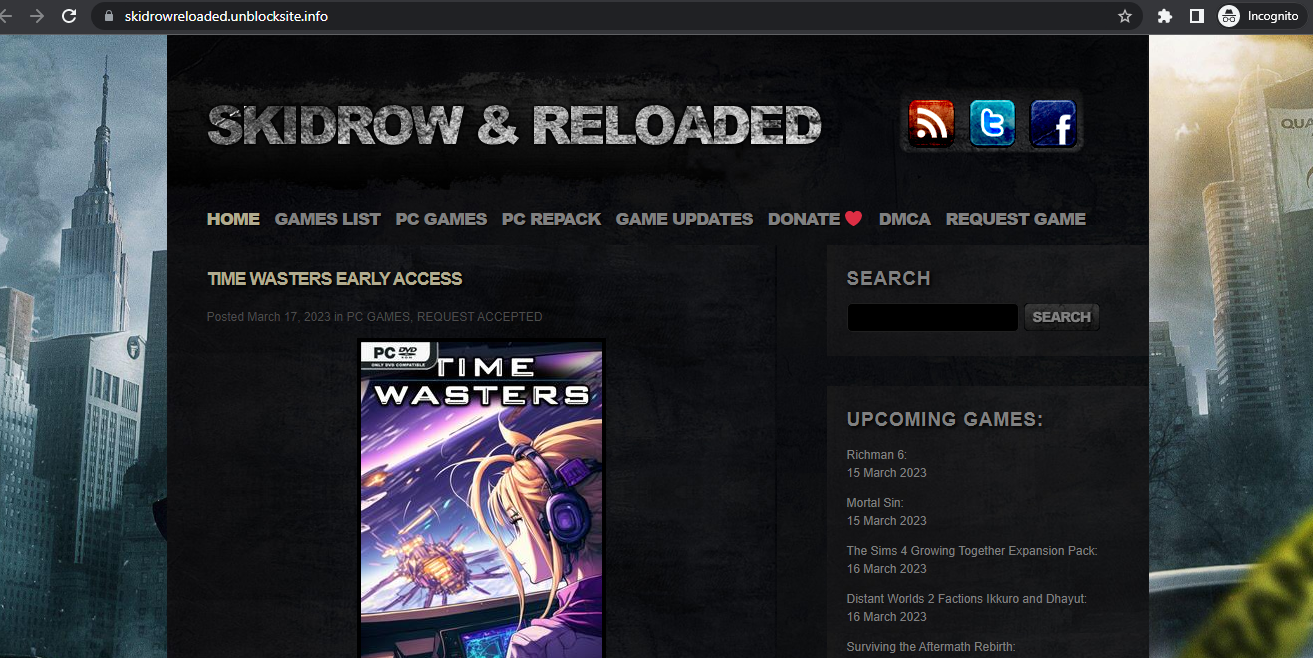 skidrowreloaded.unblocksite.info
Incognito
SKIDROW & RELOADED
HOME GAMES LIST PC GAMES PC REPACK GAME UPDATES DONATE DMCA REQUEST GAME
TIME WASTERS EARLY ACCESS
Posted March 17, 2023 in PC GAMES, REQUEST ACCEPTED
PC DVD ROM
ONLY DVD COMPATIBLE
TIME
WASTERS
SEARCH
SEARCH
UPCOMING GAMES:
Richman 6:
15 March 2023
Mortal Sin:
15 March 2023
The Sims 4 Growing Together Expansion Pack:
16 March 2023
Distant Worlds 2 Factions Ikkuro and Dhayut:
16 March 2023
Surviving the Aftermath Rebirth:
QUA